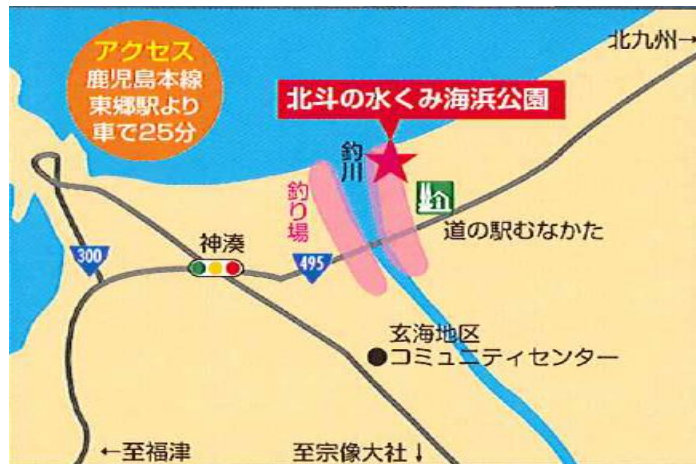 アクセス
鹿児島本線
東郷駅より
車で25分
北九州→
北斗の水くみ海浜公園
釣川
釣り場
道の駅むなかた
神湊
300
495
玄海地区
コミュニティセンター
←至福津
至宗像大社↓